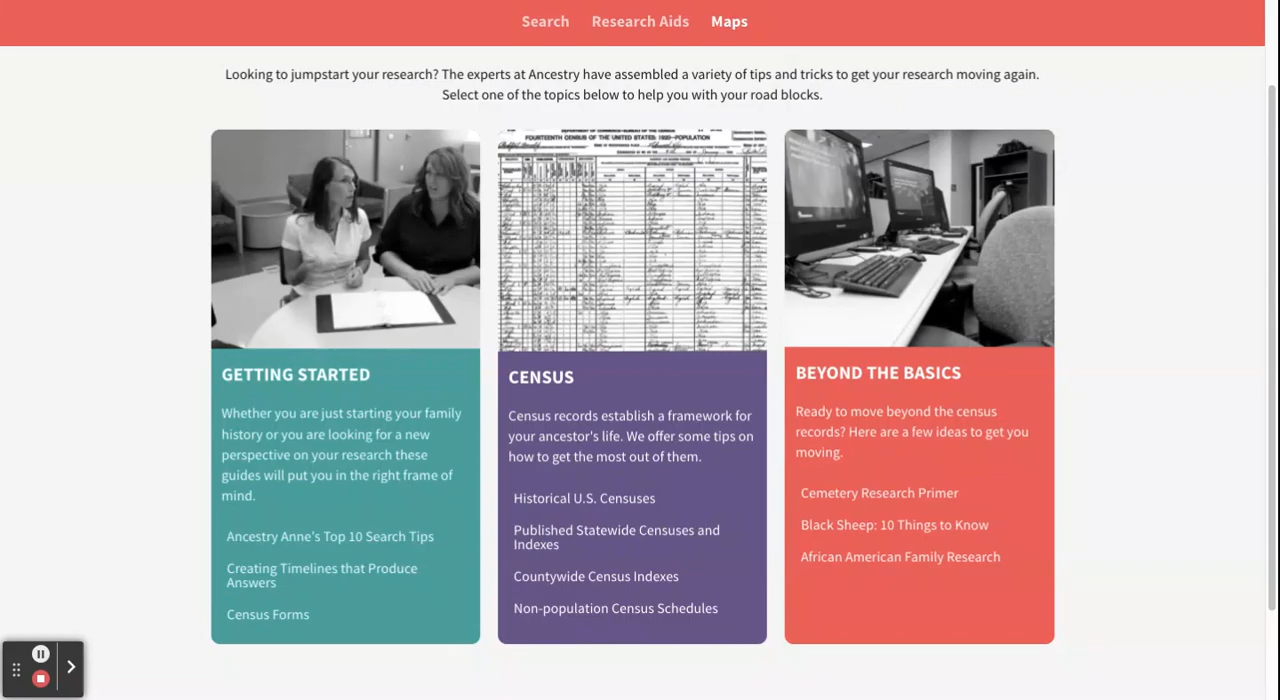 Search Research Aids Maps
Looking to jumpstart your research? The experts at Ancestry have assembled a variety of tips and tricks to get your research moving again.
Select one of the topics below to help you with your road blocks.
FOURTEENTH CENSUS OF THE UNITED STATES: 1920—POPULATION
GETTING STARTED
Whether you are just starting your family
history or you are looking for a new
perspective on your research these
guides will put you in the right frame of
mind.
Ancestry Anne's Top 10 Search Tips
Creating Timelines that Produce
Answers
Census Forms
CENSUS
Census records establish a framework for
your ancestor's life. We offer some tips on
how to get the most out of them.
Historical U.S. Censuses
Published Statewide Censuses and
Indexes
Countywide Census Indexes
Non-population Census Schedules
BEYOND THE BASICS
Ready to move beyond the census
records? Here are a few ideas to get you
moving.
Cemetery Research Primer
Black Sheep: 10 Things to Know
African American Family Research